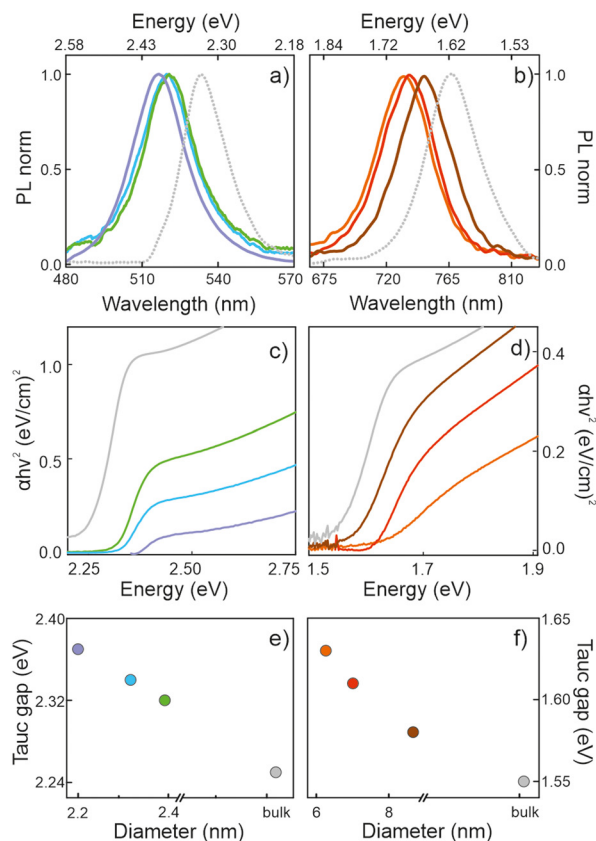 Energy (eV) Energy (eV)
2.58 2.43 2.30 2.18 1.84 1.72 1.62 1.53
a) b)
PL norm 1.0 0.5 0.0 1.0 0.5 0.0 PL norm
480 510 540 570 675 720 765 810
Wavelength (nm) Wavelength (nm)
c) d)
αhv² (eV/cm)² 1.0 0.5 0.0 0.4 0.2 0.0 αhv² (eV/cm)²
2.25 2.50 2.75 1.5 1.7 1.9
Energy (eV) Energy (eV)
e) f)
Tauc gap (eV) 2.40 2.32 2.24 1.65 1.60 1.55 Tauc gap (eV)
2.2 2.4 bulk 6 8 bulk
Diameter (nm) Diameter (nm)